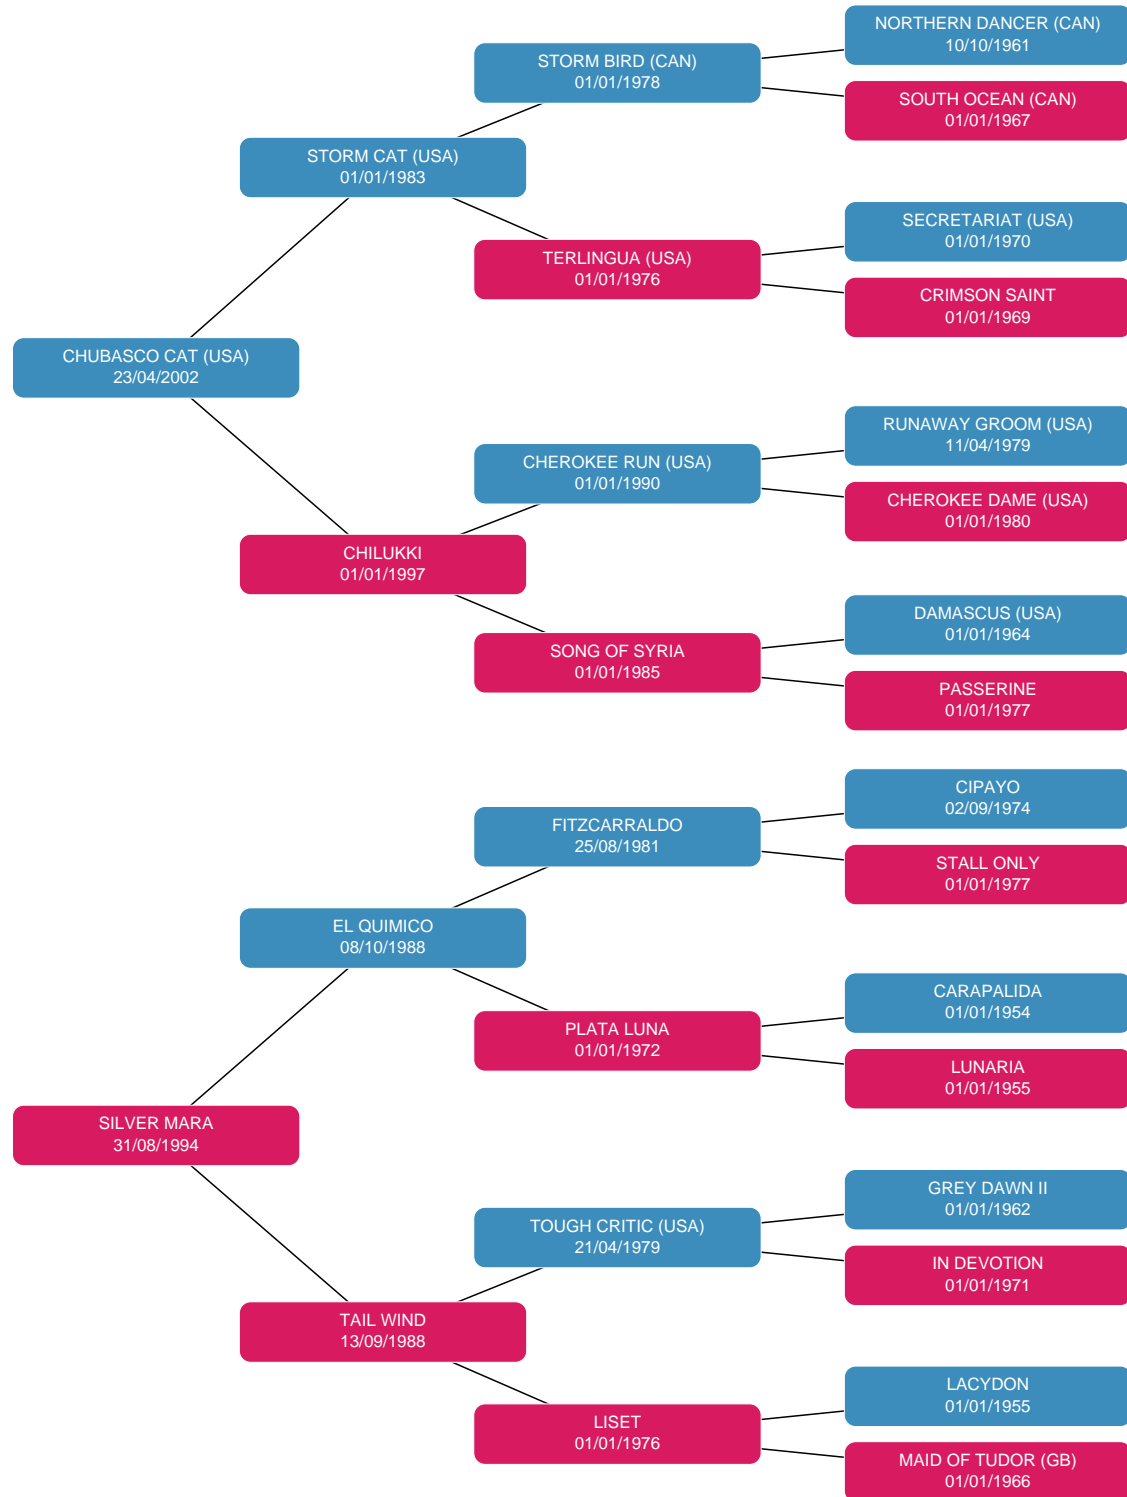 NORTHERN DANCER (CAN)
10/10/1961
STORM BIRD (CAN)
01/01/1978
SOUTH OCEAN (CAN)
01/01/1967
STORM CAT (USA)
01/01/1983
SECRETARIAT (USA)
01/01/1970
TERLINGUA (USA)
01/01/1976
CRIMSON SAINT
01/01/1969
CHUBASCO CAT (USA)
23/04/2002
RUNAWAY GROOM (USA)
11/04/1979
CHEROKEE RUN (USA)
01/01/1990
CHEROKEE DAME (USA)
01/01/1980
CHILUKKI
01/01/1997
DAMASCUS (USA)
01/01/1964
SONG OF SYRIA
01/01/1985
PASSERINE
01/01/1977
CIPAYO
02/09/1974
FITZCARRALDO
25/08/1981
STALL ONLY
01/01/1977
EL QUIMICO
08/10/1988
CARAPALIDA
01/01/1954
PLATA LUNA
01/01/1972
LUNARIA
01/01/1955
SILVER MARA
31/08/1994
GREY DAWN II
01/01/1962
TOUGH CRITIC (USA)
21/04/1979
IN DEVOTION
01/01/1971
TAIL WIND
13/09/1988
LACYDON
01/01/1955
LISET
01/01/1976
MAID OF TUDOR (GB)
01/01/1966